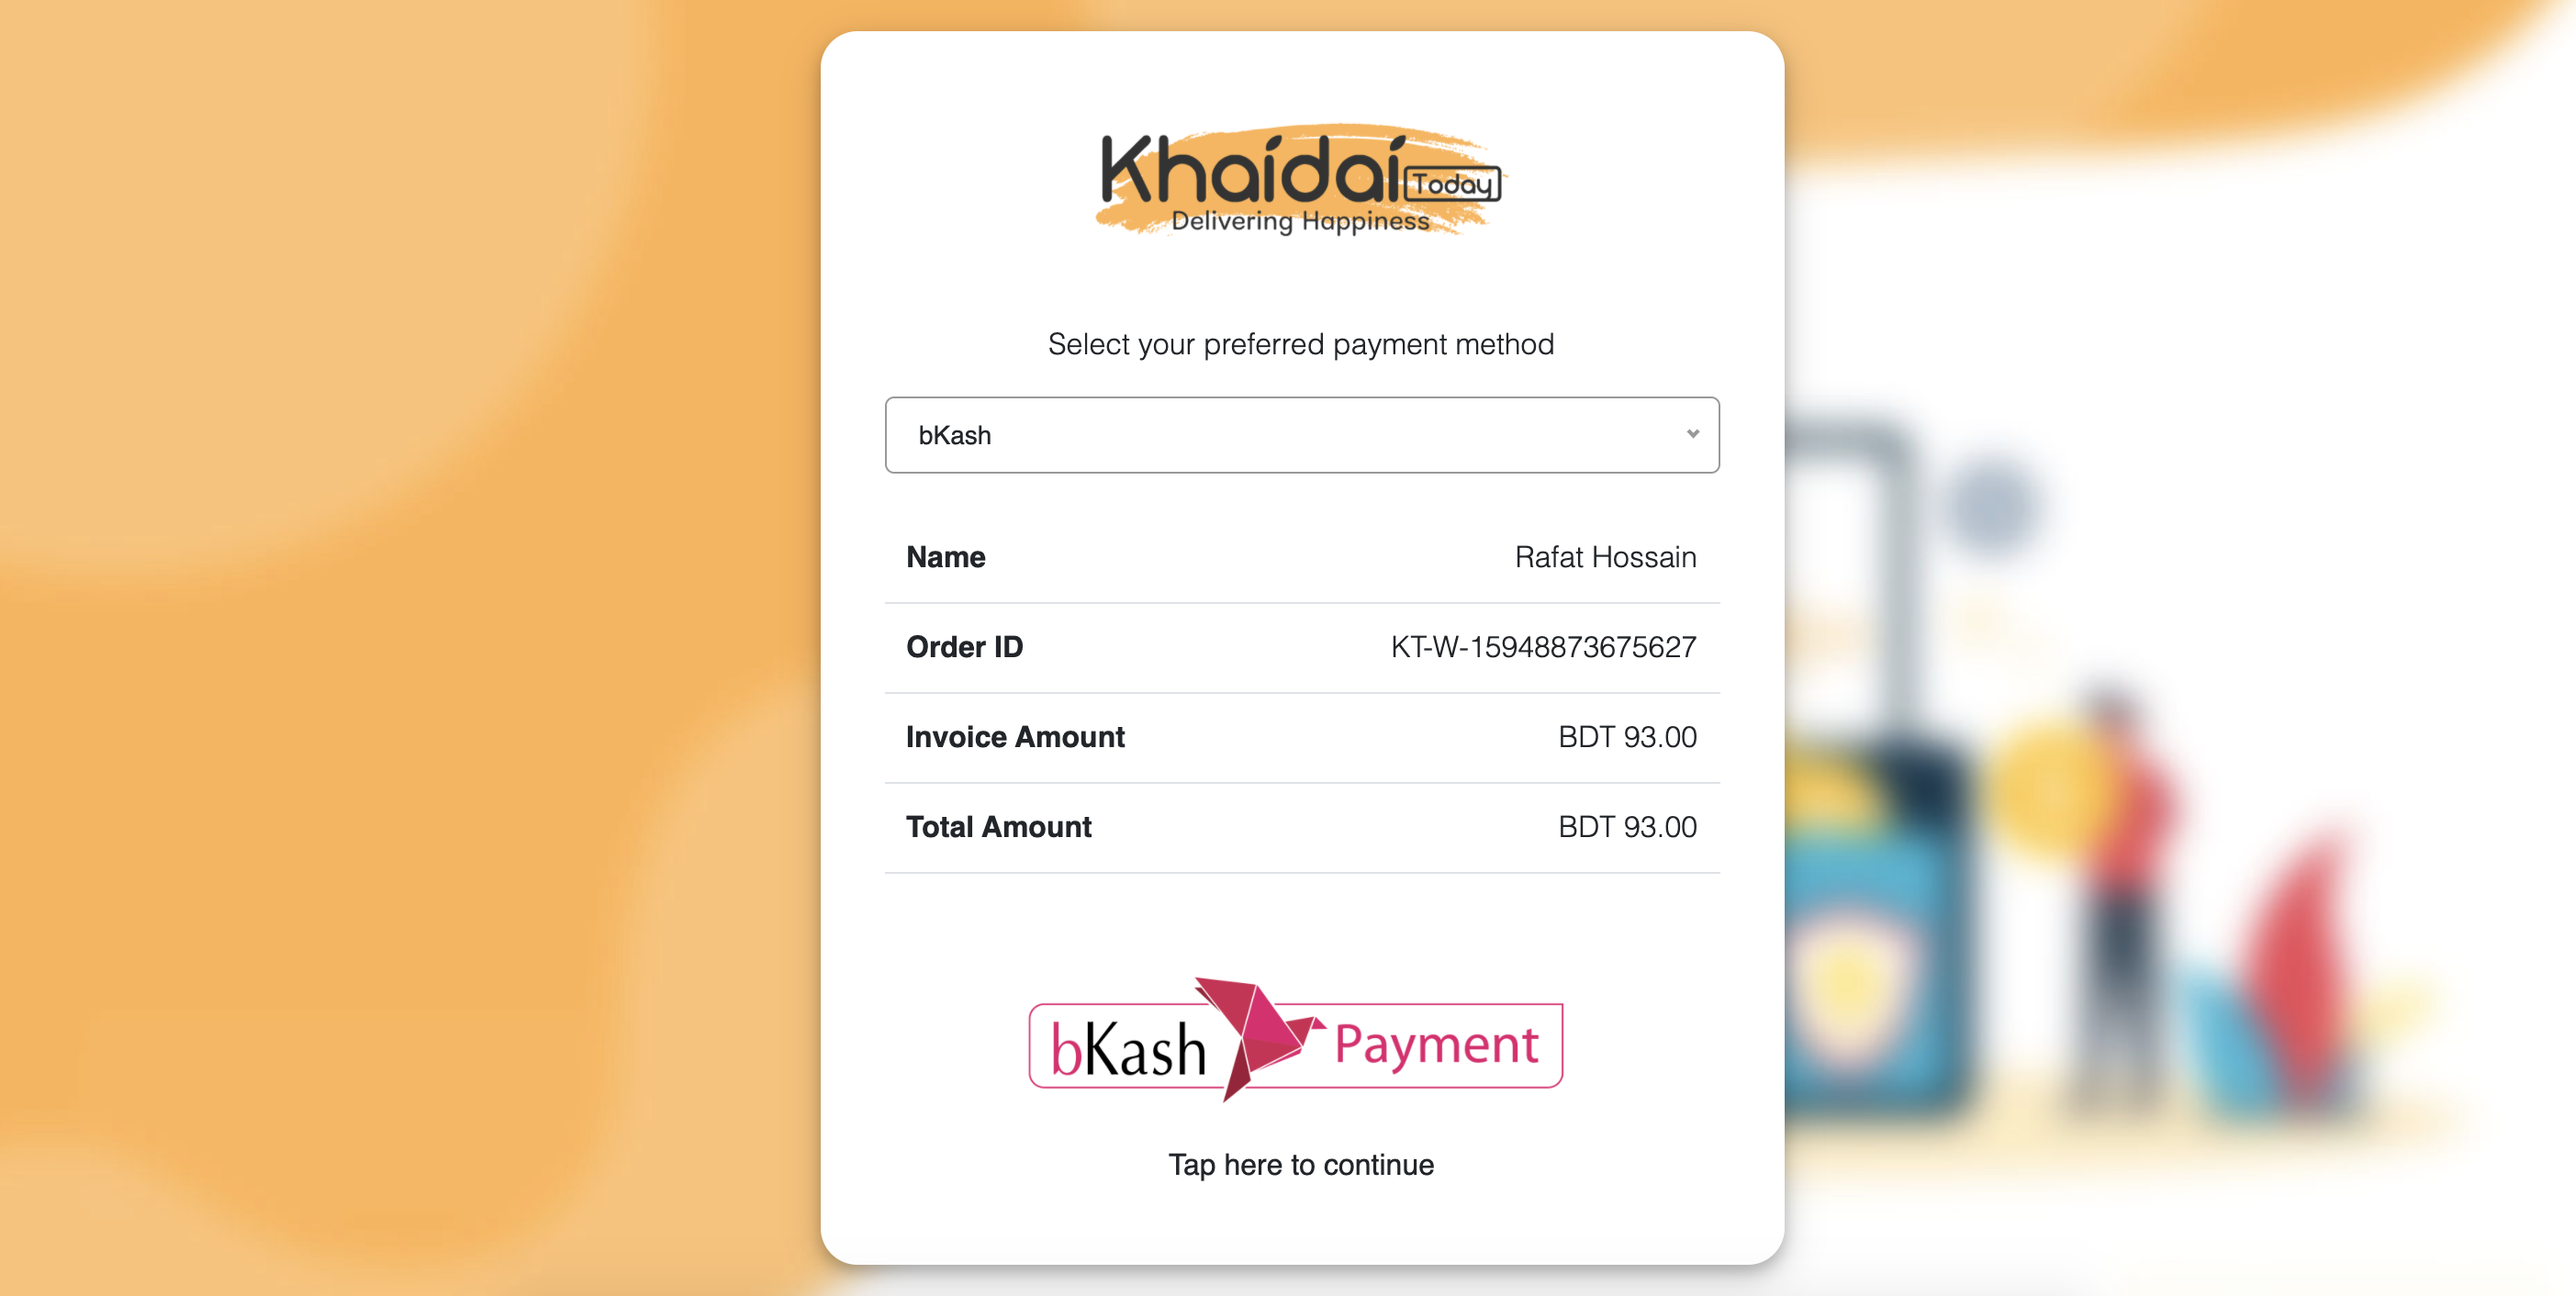 Khaidai Today
Delivering Happiness
Select your preferred payment method
bKash
Name Rafat Hossain
Order ID KT-W-15948873675627
Invoice Amount BDT 93.00
Total Amount BDT 93.00
bKash Payment
Tap here to continue